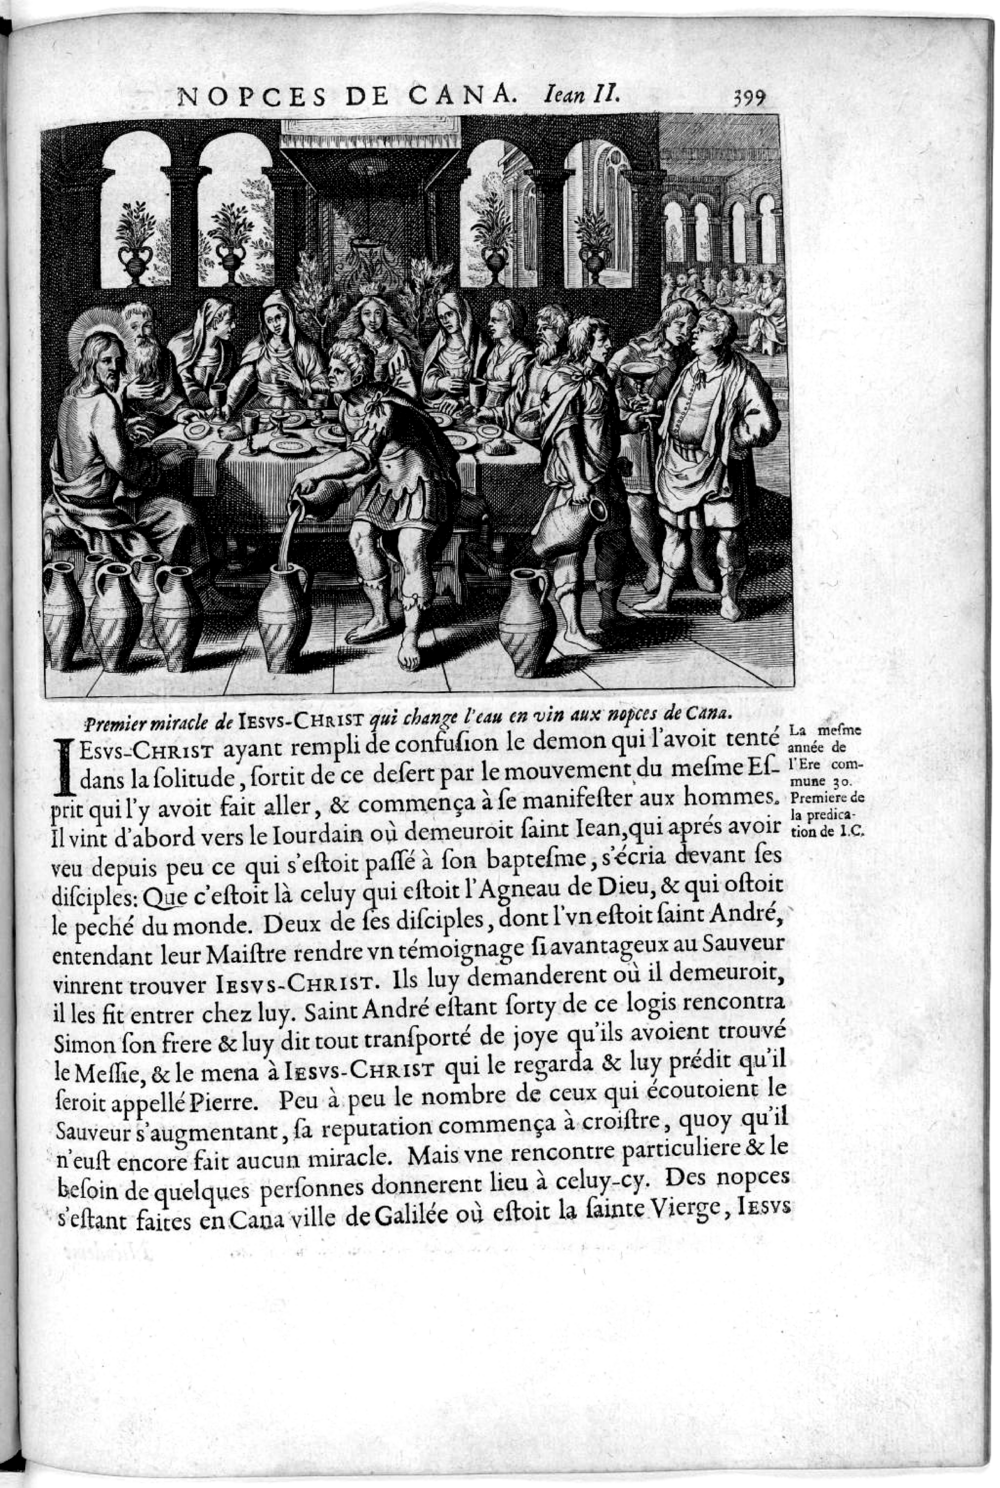 NOPCES DE CANA. Iean II. 399
Premier miracle de IESVS-CHRIST qui change l'eau en vin aux nopces de Cana.
IESVS-CHRIST ayant rempli de confuſion le demon qui l'avoit tenté
dans la ſolitude, ſortit de ce deſert par le mouvement du meſme Eſ-
prit qui l'y avoit fait aller, & commença à ſe manifeſter aux hommes.
Il vint d'abord vers le Iourdain où demeuroit ſaint Iean, qui aprés avoir
veu depuis peu ce qui s'eſtoit paſſé à ſon bapteſme, s'écria devant ſes
diſciples: Que c'eſtoit là celuy qui eſtoit l'Agneau de Dieu, & qui oſtoit
le peché du monde. Deux de ſes diſciples, dont l'vn eſtoit ſaint André,
entendant leur Maiſtre rendre vn témoignage ſi avantageux au Sauveur
vinrent trouver IESVS-CHRIST. Ils luy demanderent où il demeuroit,
il les fit entrer chez luy. Saint André eſtant ſorty de ce logis rencontra
Simon ſon frere & luy dit tout tranſporté de joye qu'ils avoient trouvé
le Meſſie, & le mena à IESVS-CHRIST qui le regarda & luy prédit qu'il
ſeroit appellé Pierre. Peu à peu le nombre de ceux qui écoutoient le
Sauveur s'augmentant, ſa reputation commença à croiſtre, quoy qu'il
n'euſt encore fait aucun miracle. Mais vne rencontre particuliere & le
beſoin de quelques perſonnes donnerent lieu à celuy-cy. Des nopces
s'eſtant faites en Cana ville de Galilée où eſtoit la ſainte Vierge, IESVS
La meſme
année de
l'Ere com-
mune 30.
Premiere de
la predica-
tion de I.C.